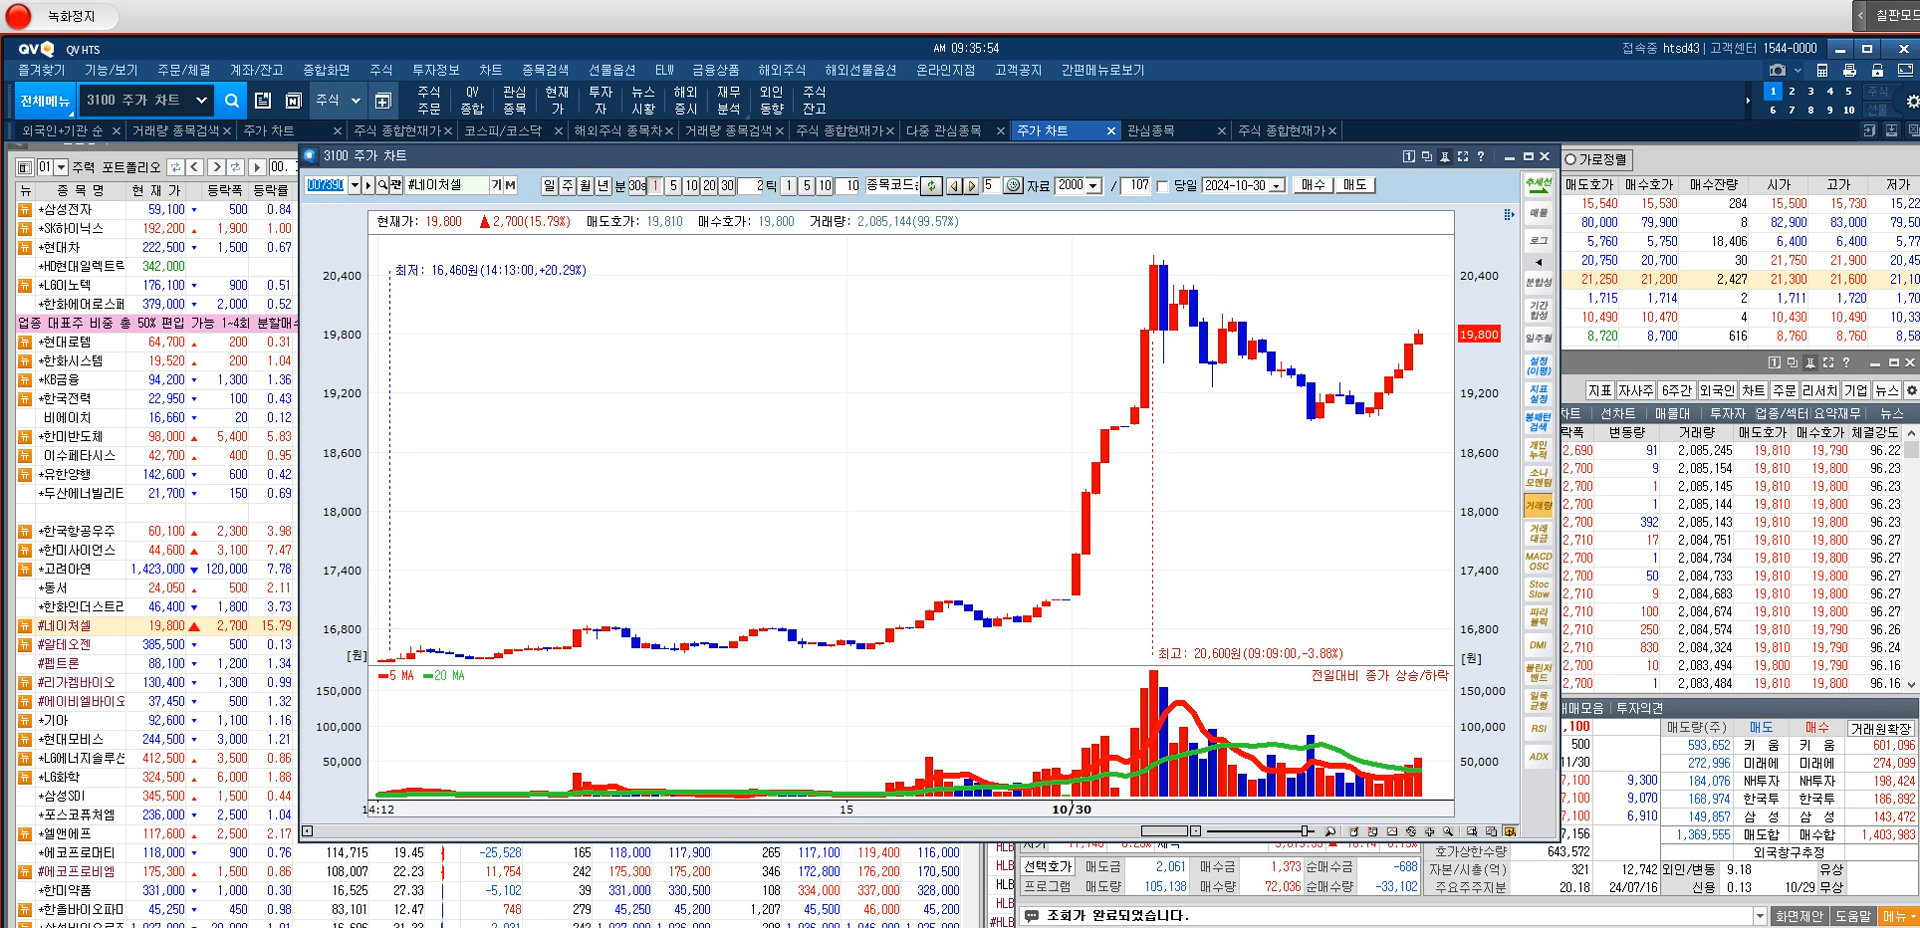 녹화정지
칠판모드
QV QV HTS
AM 09:35:54
접속중 htsd43 | 고객센터 1544-0000
즐겨찾기 기능/보기 주문/체결 계좌/잔고 종합화면 주식 투자정보 차트 종목검색 선물옵션 ELW 금융상품 해외주식 해외선물옵션 온라인지점 고객공지 간편메뉴로보기
전체메뉴 3100 주가 차트 주식
주식 주문 QV 종합 관심 종목 현재가 투자자 뉴스 시황 해외 증시 재무 분석 외인 동향 주식 잔고
1 2 3 4 5 주식
6 7 8 9 10 선물
외국인+기관 순 × 거래량 종목검색 × 주가 차트 × 주식 종합현재가 × 코스피/코스닥 × 해외주식 종목차 × 거래량 종목검색 × 주식 종합현재가 × 다중 관심종목 × 주가 차트 × 관심종목 × 주식 종합현재가 ×
01 주력 포트폴리오 00.
뉴 종목명 현재가 등락폭 등락률
*삼성전자 59,100 500 0.84
*SK하이닉스 192,200 1,900 1.00
*현대차 222,500 1,500 0.67
*HD현대일렉트릭 342,000
*LG이노텍 176,100 900 0.51
*한화에어로스페 379,000 2,000 0.52
업종 대표주 비중 총 50% 편입 가능 1~4회 분할매수
*현대로템 64,700 200 0.31
*한화시스템 19,520 200 1.04
*KB금융 94,200 1,300 1.36
*한국전력 22,950 100 0.43
비에이치 16,660 20 0.12
*한미반도체 98,000 5,400 5.83
이수페타시스 42,700 400 0.95
*유한양행 142,600 600 0.42
*두산에너빌리티 21,700 150 0.69
*한국항공우주 60,100 2,300 3.98
*한미사이언스 44,600 3,100 7.47
*고려아연 1,423,000 120,000 7.78
*동서 24,050 500 2.11
*한화인더스트리 46,400 1,800 3.73
#네이처셀 19,800 2,700 15.79
#알테오젠 385,500 500 0.13
#펩트론 88,100 1,200 1.34
#리가켐바이오 130,400 1,300 0.99
#에이비엘바이오 37,450 500 1.32
*기아 92,600 1,100 1.16
*현대모비스 244,500 3,000 1.21
*LG에너지솔루션 412,500 3,500 0.86
*LG화학 324,500 6,000 1.88
*삼성SDI 345,500 1,500 0.44
*포스코퓨처엠 236,000 2,500 1.04
*엘앤에프 117,600 2,500 2.17
*에코프로머티 118,000 900 0.76 114,715 19.45 -25,528 165 118,000 117,900 265 117,100 119,400 116,000
#에코프로비엠 175,300 1,500 0.86 108,007 22.23 11,754 242 175,300 175,200 346 172,800 176,200 170,500
*한미약품 331,000 1,000 0.30 16,525 27.33 -5,102 39 331,000 330,500 108 334,000 337,000 328,000
*한올바이오파마 45,250 450 0.98 83,101 12.47 748 279 45,250 45,200 1,207 45,500 46,000 45,200
3100 주가 차트
007390 #네이처셀 기 M 일 주 월 년 분 30s 1 5 10 20 30 2 틱 1 5 10 10 종목코드: 5 자료 2000 / 107 당일 2024-10-30 매수 매도
현재가: 19,800 ▲2,700(15.79%) 매도호가: 19,810 매수호가: 19,800 거래량: 2,085,144(99.57%)
최저: 16,460원(14:13:00,+20.29%)
20,400 20,400
19,800 19,800
19,200 19,200
18,600 18,600
18,000 18,000
17,400 17,400
16,800 16,800
[원] [원]
최고: 20,600원(09:09:00,-3.88%)
5 MA 20 MA
전일대비 종가 상승/하락
150,000 150,000
100,000 100,000
50,000 50,000
14:12 15 10/30
추세선
매물
로그
분할성
기간 합성
일주월
설정 (이평)
지표 설정
봉패턴 검색
개인 누적
소나 모멘텀
거래량
거래 대금
MACD OSC
Stoc Slow
파라 볼릭
DMI
볼린저 밴드
일목 균형
RSI
ADX
가로정렬
매도호가 매수호가 매수잔량 시가 고가 저가
15,540 15,530 284 15,500 15,730 15,22
80,000 79,900 8 82,900 83,000 79,50
5,760 5,750 18,406 6,400 6,400 5,77
20,750 20,700 30 21,750 21,900 20,45
21,250 21,200 2,427 21,300 21,600 21,10
1,715 1,714 2 1,711 1,720 1,70
10,490 10,470 4 10,430 10,490 10,33
8,720 8,700 616 8,760 8,760 8,58
지표 자사주 6주간 외국인 차트 주문 리서치 기업 뉴스
차트 선차트 매물대 투자자 업종/섹터 요약재무 뉴스
락폭 변동량 거래량 매도호가 매수호가 체결강도
2,690 91 2,085,245 19,810 19,790 96.22
2,700 9 2,085,154 19,810 19,800 96.23
2,700 1 2,085,145 19,810 19,800 96.23
2,700 1 2,085,144 19,810 19,800 96.23
2,700 392 2,085,143 19,810 19,800 96.23
2,710 17 2,084,751 19,810 19,800 96.27
2,700 1 2,084,734 19,810 19,800 96.27
2,700 50 2,084,733 19,810 19,800 96.27
2,710 9 2,084,683 19,810 19,800 96.27
2,710 100 2,084,674 19,810 19,790 96.27
2,710 250 2,084,574 19,810 19,790 96.26
2,710 830 2,084,324 19,810 19,790 96.24
2,700 10 2,083,494 19,800 19,790 96.16
2,700 1 2,083,484 19,810 19,800 96.16
매매모음 투자의견
,100 매도량(주) 매도 매수 거래원확장
500 593,652 키 움 키 움 601,096
11/30 272,996 미래에 미래에 274,099
7,100 9,300 184,076 NH투자 NH투자 198,424
7,100 9,070 168,974 한국투 한국투 186,892
7,100 6,910 149,857 삼 성 삼 성 143,472
7,156 1,369,555 매도합 매수합 1,403,983
호가상한수량 643,572 외국창구추정
자본/시총(억) 321 12,742 외인/변동 9.18 유상
주요주주지분 20.18 24/07/16 신용 0.13 10/29 무상
선택호가 매도금 2,061 매수금 1,373 순매수금 -688
프로그램 매도량 105,138 매수량 72,036 순매수량 -33,102
HLB
HLB
HLB
HLB
#HLB
조회가 완료되었습니다.
화면제안 도움말 메뉴